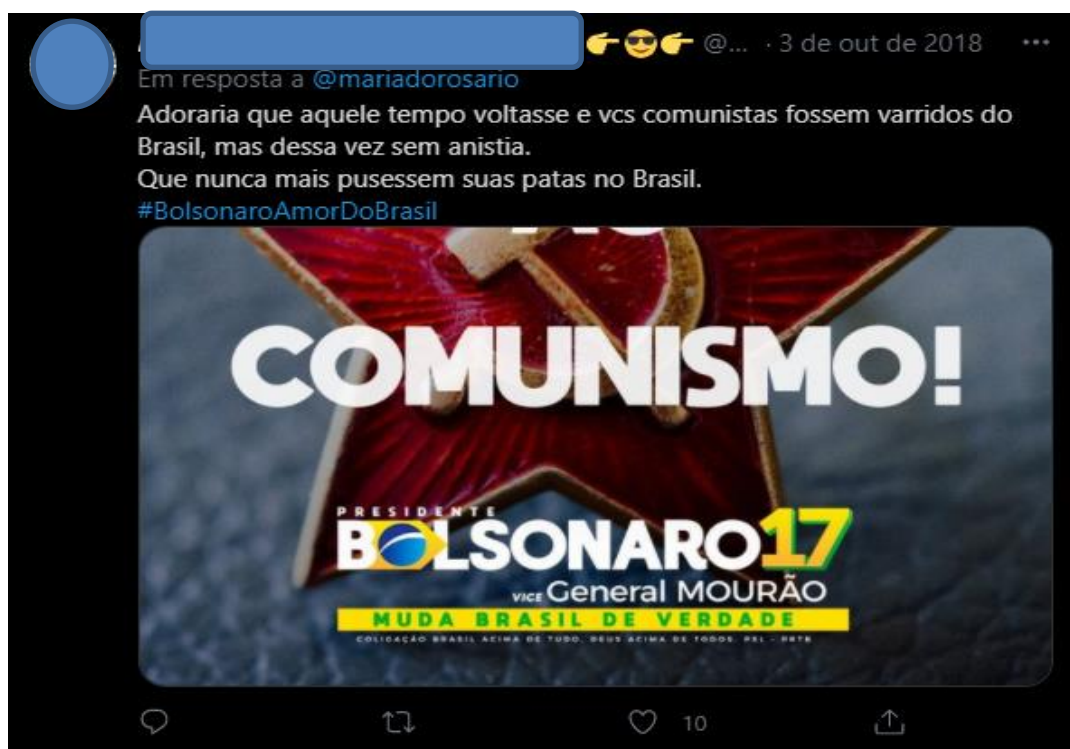 @... · 3 de out de 2018
Em resposta a @mariadorosario
Adoraria que aquele tempo voltasse e vcs comunistas fossem varridos do
Brasil, mas dessa vez sem anistia.
Que nunca mais pusessem suas patas no Brasil.
#BolsonaroAmorDoBrasil
COMUNISMO!
PRESIDENTE
BOLSONARO 17
VICE General MOURÃO
MUDA BRASIL DE VERDADE
COLIGAÇÃO BRASIL ACIMA DE TUDO, DEUS ACIMA DE TODOS. PSL - PRTB
10